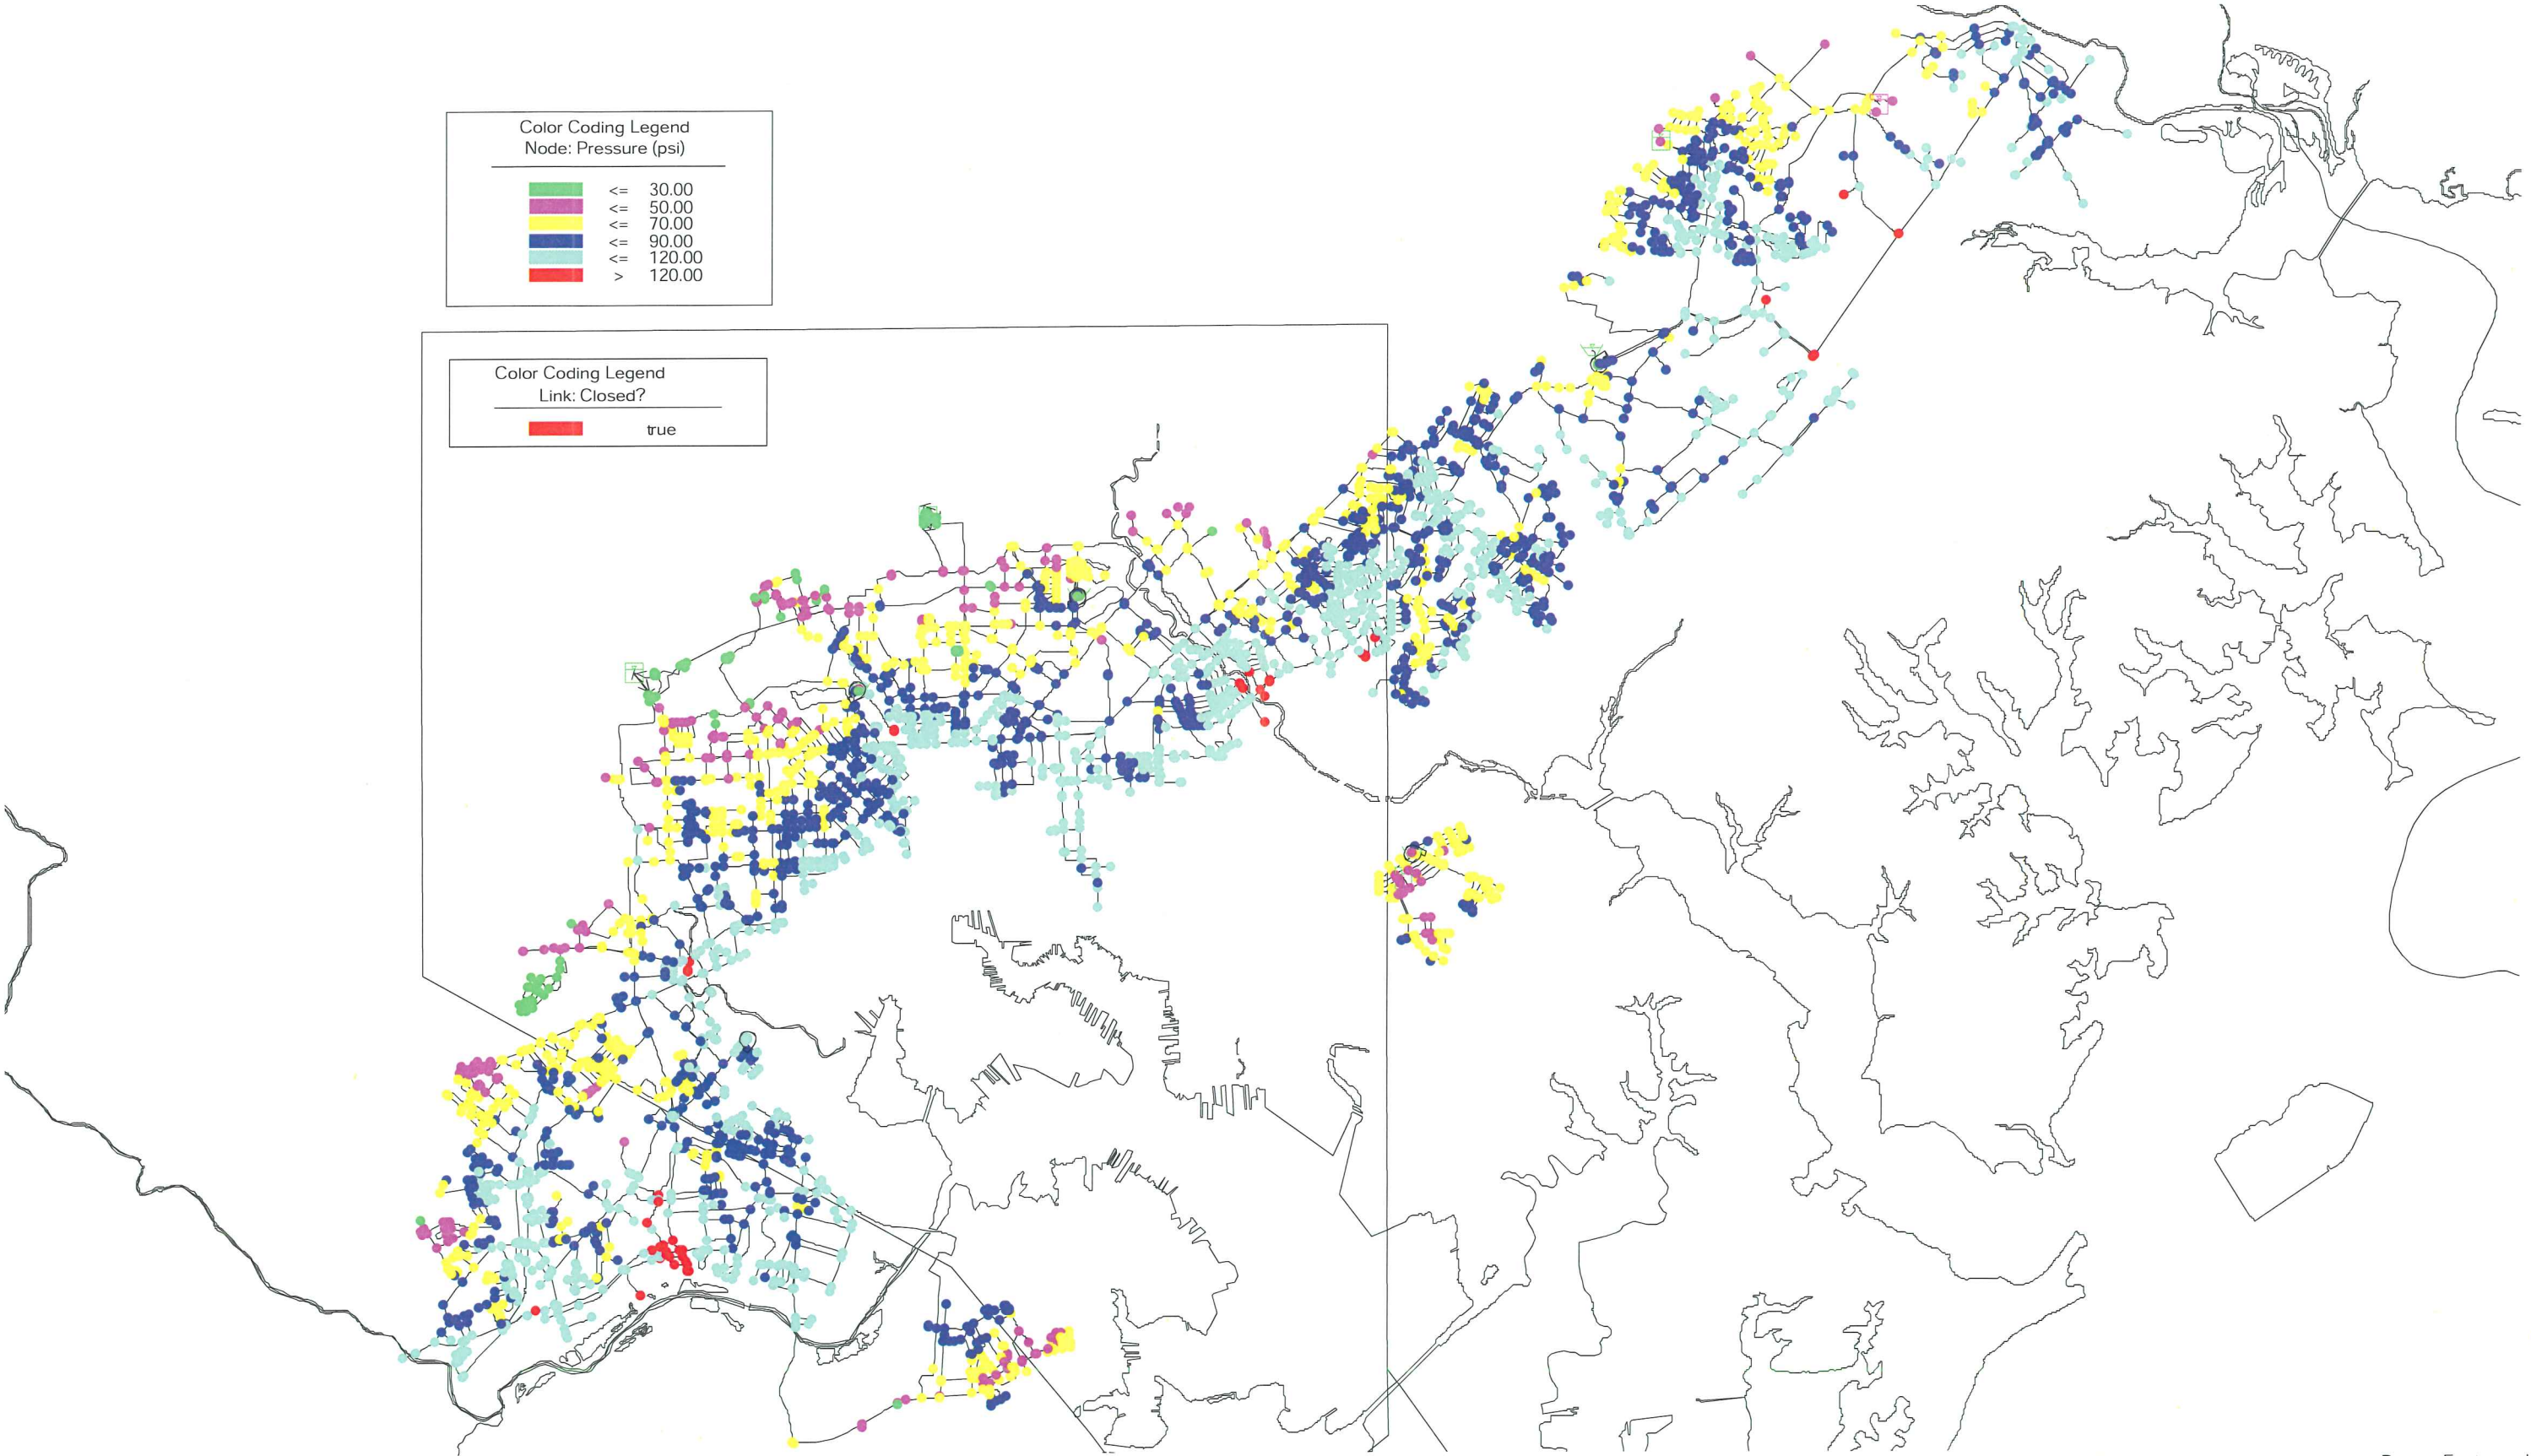 Color Coding Legend
Node: Pressure (psi)
<= 30.00
<= 50.00
<= 70.00
<= 90.00
<= 120.00
> 120.00
Color Coding Legend
Link: Closed?
true